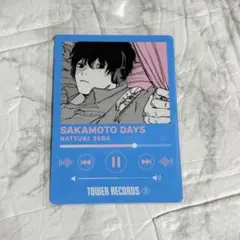 SAKAMOTO DAYS
NATSUKI SEBA
TOWER RECORDS